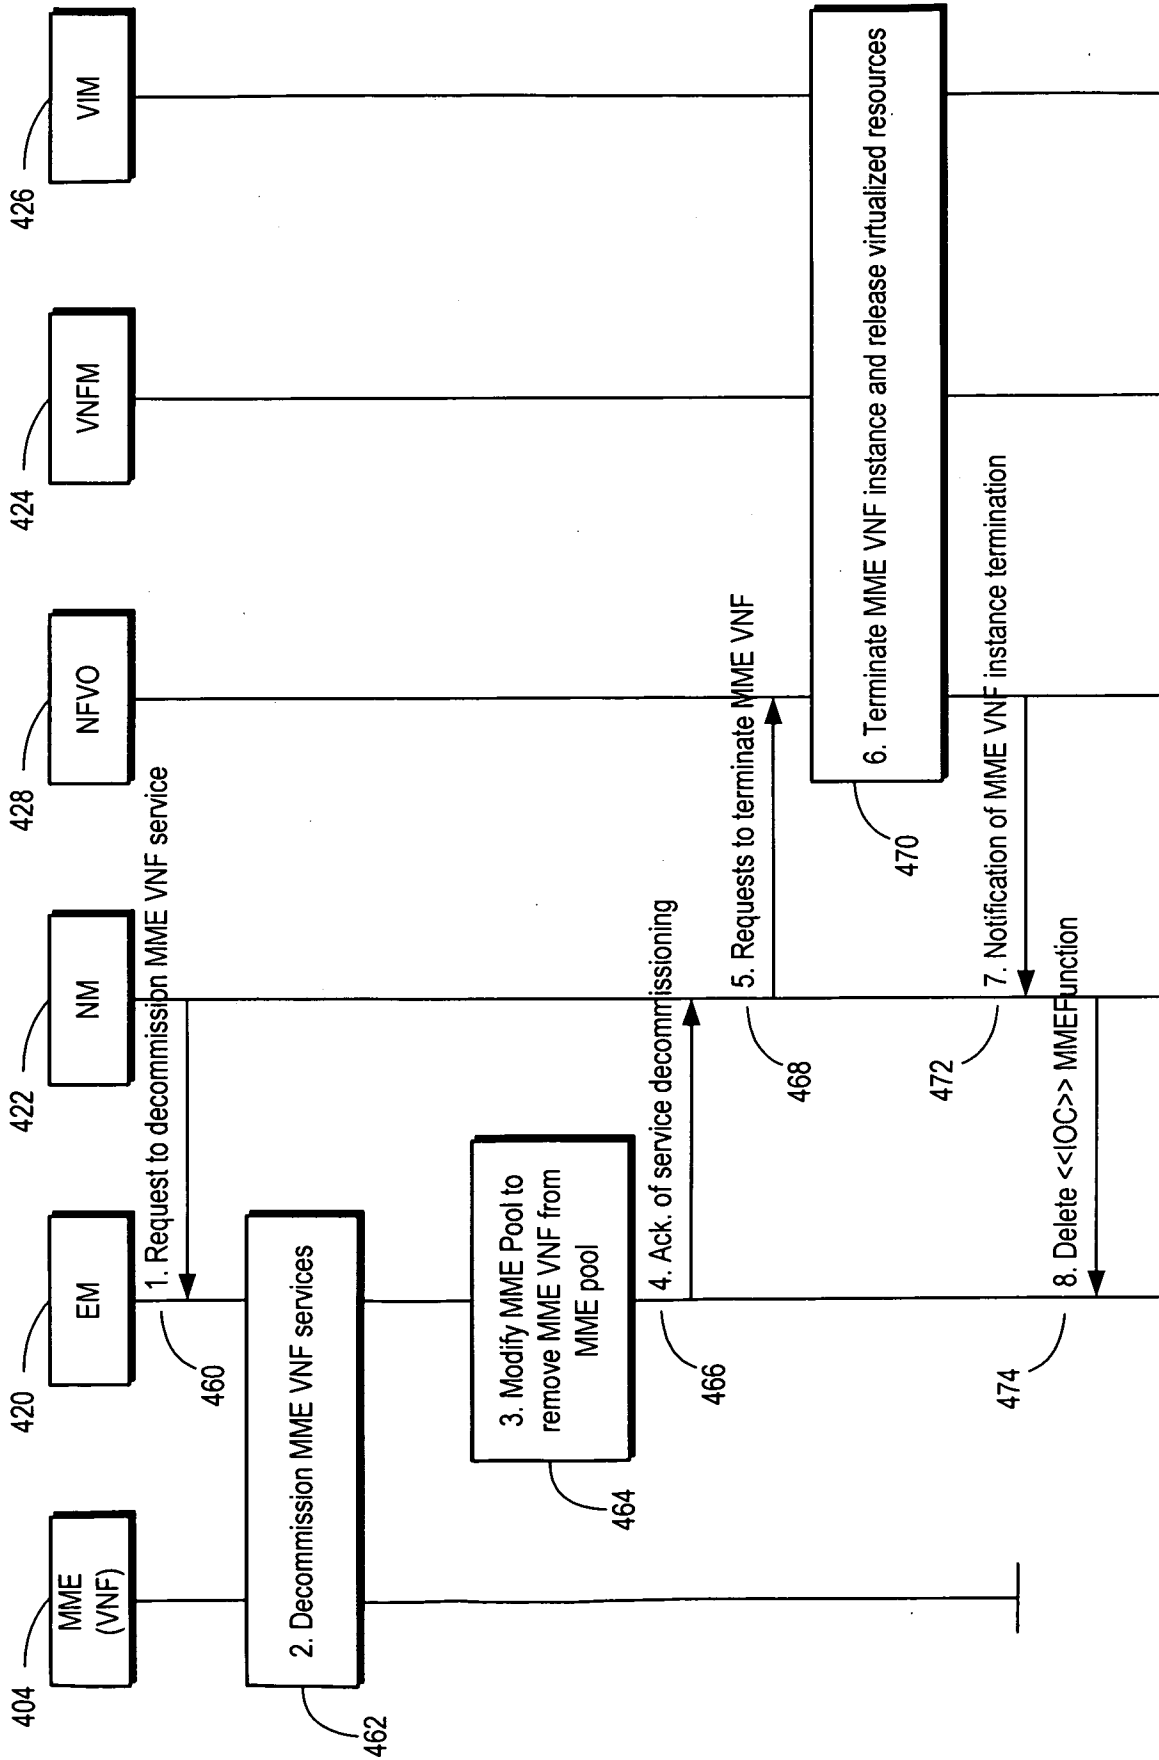 404
420
422
428
424
426
MME
(VNF)
EM
NM
NFVO
VNFM
VIM
1. Request to decommission MME VNF service
460
2. Decommission MME VNF services
462
3. Modify MME Pool to
remove MME VNF from
MME pool
464
4. Ack. of service decommissioning
466
5. Requests to terminate MME VNF
468
6. Terminate MME VNF instance and release virtualized resources
470
7. Notification of MME VNF instance termination
472
8. Delete <<IOC>> MMEFunction
474